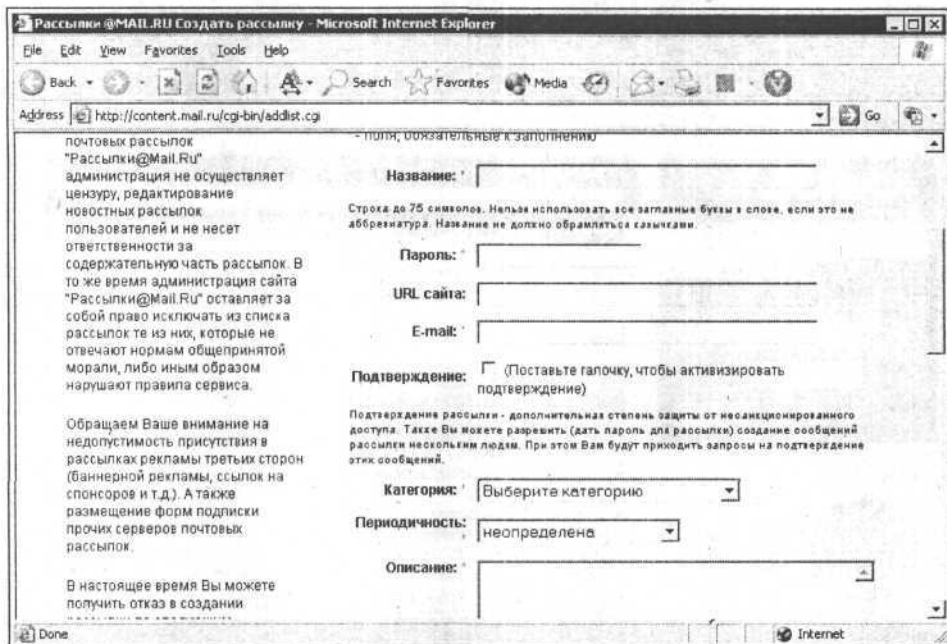 Рассылки @MAIL.RU Создать рассылку - Microsoft Internet Explorer
File Edit View Favorites Tools Help
Back Search Favorites Media
Address http://content.mail.ru/cgi-bin/addlist.cgi Go
почтовых рассылок
"Рассылки@Mail.Ru"
администрация не осуществляет
цензуру, редактирование
новостных рассылок
пользователей и не несет
ответственности за
содержательную часть рассылок. В
то же время администрация сайта
"Рассылки@Mail.Ru" оставляет за
собой право исключать из списка
рассылок те из них, которые не
отвечают нормам общепринятой
морали, либо иным образом
нарушают правила сервиса.
Обращаем Ваше внимание на
недопустимость присутствия в
рассылках рекламы третьих сторон
(баннерной рекламы, ссылок на
спонсоров и т.д.). А также
размещение форм подписки
прочих серверов почтовых
рассылок.
В настоящее время Вы можете
получить отказ в создании
- поля, обязательные к заполнению
Название: *
Строка до 75 символов. Нельзя использовать все заглавные буквы в слове, если это не
аббревиатура. Название не должно обрамляться кавычками.
Пароль: *
URL сайта:
E-mail: *
Подтверждение: (Поставьте галочку, чтобы активизировать
подтверждение)
Подтверждение рассылки - дополнительная степень защиты от несанкционированного
доступа. Также Вы можете разрешить (дать пароль для рассылки) создание сообщений
рассылки нескольким людям. При этом Вам будут приходить запросы на подтверждение
этих сообщений.
Категория: * Выберите категорию
Периодичность: * неопределена
Описание: *
Done Internet